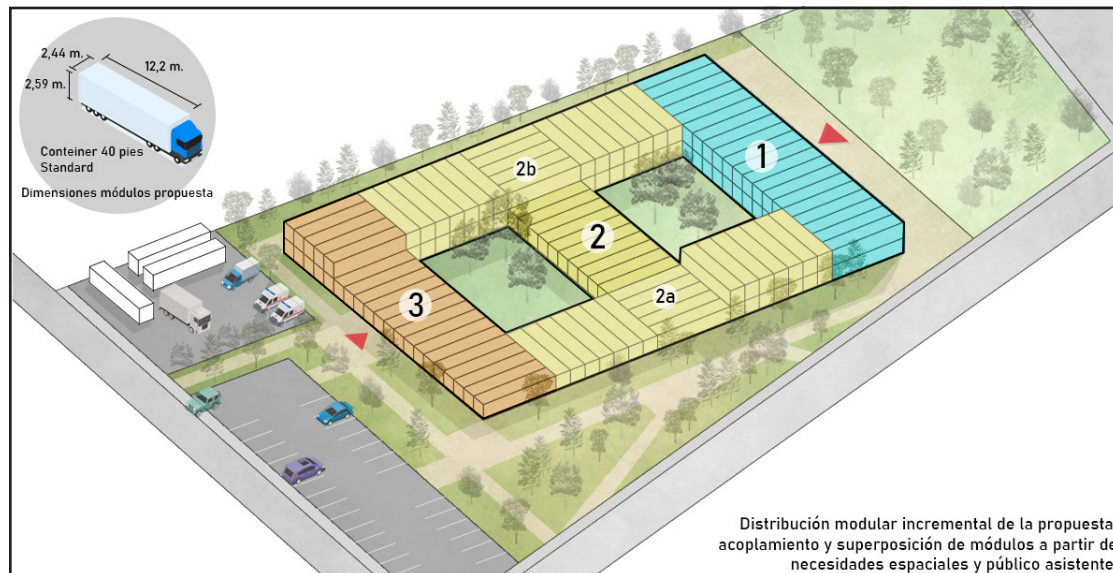 2,44 m.
12,2 m.
2,59 m.
Conteiner 40 pies
Standard
Dimensiones módulos propuesta
1
2b
2
2a
3
Distribución modular incremental de la propuesta
acoplamiento y superposición de módulos a partir de
necesidades espaciales y público asistente